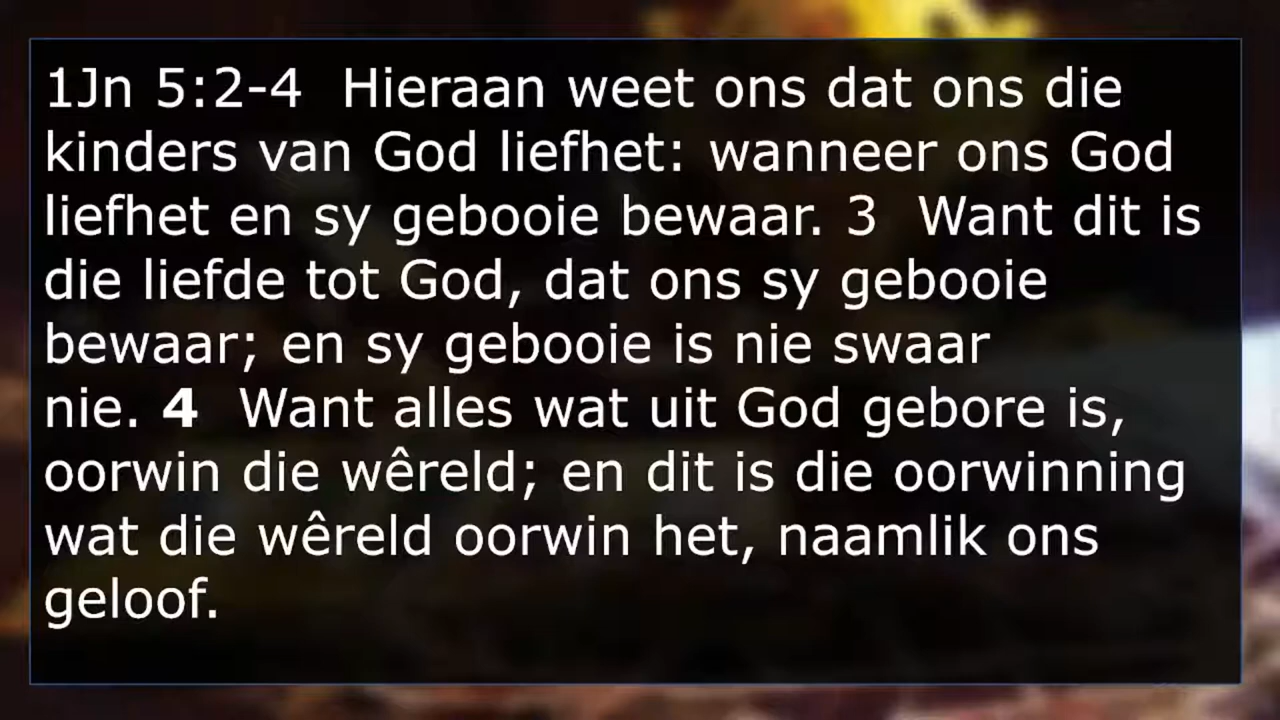 1Jn 5:2-4  Hieraan weet ons dat ons die
kinders van God liefhet: wanneer ons God
liefhet en sy gebooie bewaar. 3  Want dit is
die liefde tot God, dat ons sy gebooie
bewaar; en sy gebooie is nie swaar
nie. 4  Want alles wat uit God gebore is,
oorwin die wêreld; en dit is die oorwinning
wat die wêreld oorwin het, naamlik ons
geloof.